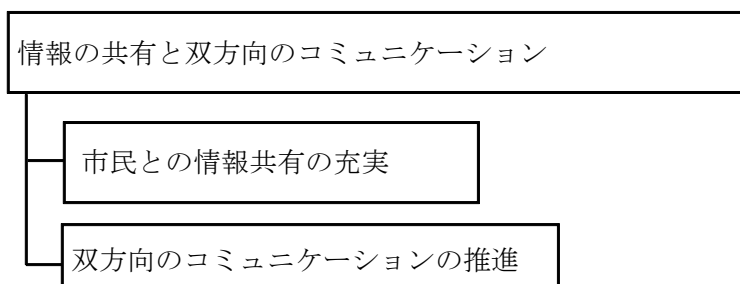 情報の共有と双方向のコミュニケーション
市民との情報共有の充実
双方向のコミュニケーションの推進